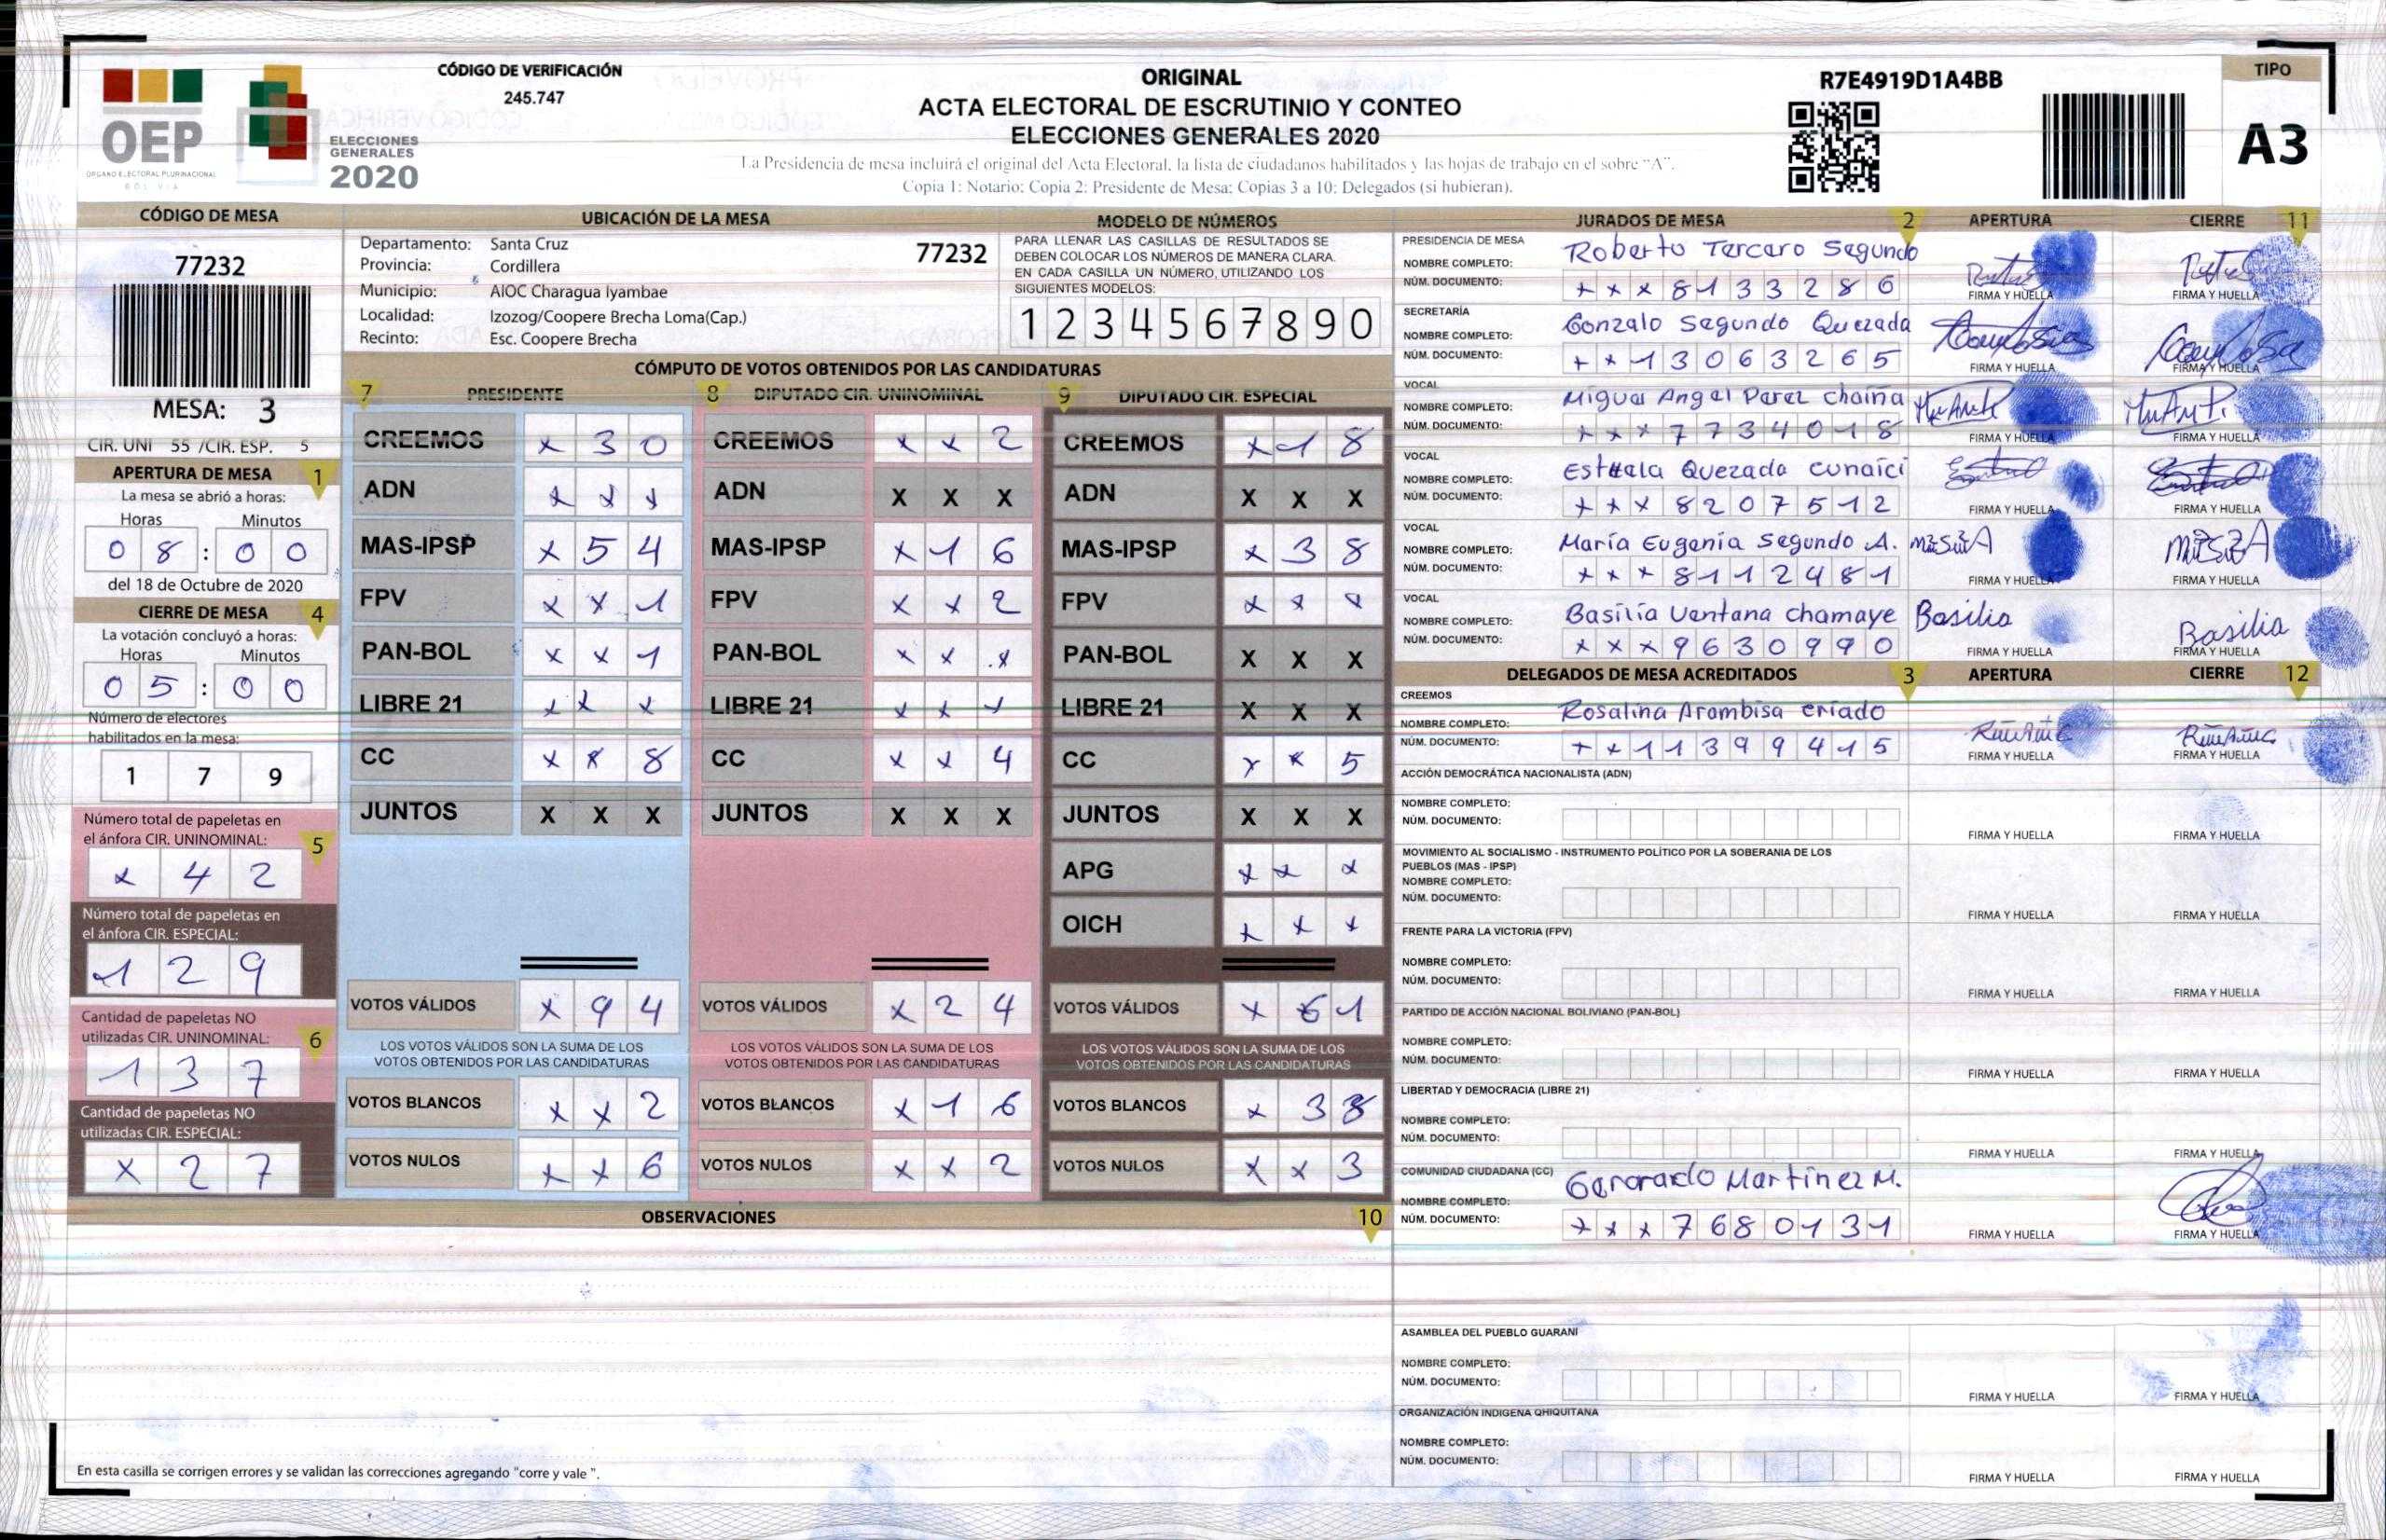 CÓDIGO DE VERIFICACIÓN
245.747
OEP
ÓRGANO ELECTORAL PLURINACIONAL
BOLIVIA
ELECCIONES
GENERALES
2020
ORIGINAL
ACTA ELECTORAL DE ESCRUTINIO Y CONTEO
ELECCIONES GENERALES 2020
La Presidencia de mesa incluirá el original del Acta Electoral, la lista de ciudadanos habilitados y las hojas de trabajo en el sobre "A".
Copia 1: Notario; Copia 2: Presidente de Mesa; Copias 3 a 10: Delegados (si hubieran).
R7E4919D1A4BB
TIPO
A3
CÓDIGO DE MESA
77232
MESA: 3
CIR. UNI 55 /CIR. ESP. 5
APERTURA DE MESA 1
La mesa se abrió a horas:
Horas Minutos
0 8 : 0 0
del 18 de Octubre de 2020
CIERRE DE MESA 4
La votación concluyó a horas:
Horas Minutos
0 5 : 0 0
Número de electores
habilitados en la mesa:
1 7 9
Número total de papeletas en
el ánfora CIR. UNINOMINAL: 5
x 4 2
Número total de papeletas en
el ánfora CIR. ESPECIAL:
1 2 9
Cantidad de papeletas NO
utilizadas CIR. UNINOMINAL: 6
1 3 7
Cantidad de papeletas NO
utilizadas CIR. ESPECIAL:
x 2 7
UBICACIÓN DE LA MESA
Departamento: Santa Cruz 77232
Provincia: Cordillera
Municipio: AIOC Charagua Iyambae
Localidad: Izozog/Coopere Brecha Loma(Cap.)
Recinto: Esc. Coopere Brecha
MODELO DE NÚMEROS
PARA LLENAR LAS CASILLAS DE RESULTADOS SE
DEBEN COLOCAR LOS NÚMEROS DE MANERA CLARA.
EN CADA CASILLA UN NÚMERO, UTILIZANDO LOS
SIGUIENTES MODELOS:
1 2 3 4 5 6 7 8 9 0
CÓMPUTO DE VOTOS OBTENIDOS POR LAS CANDIDATURAS
7 PRESIDENTE
CREEMOS x 3 0
ADN x x x
MAS-IPSP x 5 4
FPV x x 1
PAN-BOL x x 1
LIBRE 21 x x x
CC x x 8
JUNTOS X X X
VOTOS VÁLIDOS x 9 4
LOS VOTOS VÁLIDOS SON LA SUMA DE LOS
VOTOS OBTENIDOS POR LAS CANDIDATURAS
VOTOS BLANCOS x x 2
VOTOS NULOS x x 6
8 DIPUTADO CIR. UNINOMINAL
CREEMOS x x 2
ADN X X X
MAS-IPSP x 1 6
FPV x x 2
PAN-BOL x x x
LIBRE 21 x x x
CC x x 4
JUNTOS X X X
VOTOS VÁLIDOS x 2 4
LOS VOTOS VÁLIDOS SON LA SUMA DE LOS
VOTOS OBTENIDOS POR LAS CANDIDATURAS
VOTOS BLANCOS x 1 6
VOTOS NULOS x x 2
9 DIPUTADO CIR. ESPECIAL
CREEMOS x 1 8
ADN X X X
MAS-IPSP x 3 8
FPV x x x
PAN-BOL X X X
LIBRE 21 X X X
CC x x 5
JUNTOS X X X
APG x x x
OICH x x x
VOTOS VÁLIDOS x 6 1
LOS VOTOS VÁLIDOS SON LA SUMA DE LOS
VOTOS OBTENIDOS POR LAS CANDIDATURAS
VOTOS BLANCOS x 3 8
VOTOS NULOS x x 3
OBSERVACIONES 10
En esta casilla se corrigen errores y se validan las correcciones agregando "corre y vale ".
JURADOS DE MESA 2 APERTURA CIERRE 11
PRESIDENCIA DE MESA
NOMBRE COMPLETO: Roberto Tercero Segundo
NÚM. DOCUMENTO: x x x 8 1 3 3 2 8 6
FIRMA Y HUELLA FIRMA Y HUELLA
SECRETARÍA
NOMBRE COMPLETO: Gonzalo Segundo Quezada
NÚM. DOCUMENTO: x x 1 3 0 6 3 2 6 5
FIRMA Y HUELLA FIRMA Y HUELLA
VOCAL
NOMBRE COMPLETO: Miguel Angel Perez chaina
NÚM. DOCUMENTO: x x x 7 7 3 4 0 1 8
FIRMA Y HUELLA FIRMA Y HUELLA
VOCAL
NOMBRE COMPLETO: Quezada cunaici
NÚM. DOCUMENTO: x x x 8 2 0 7 5 1 2
FIRMA Y HUELLA FIRMA Y HUELLA
VOCAL
NOMBRE COMPLETO: María Eugenia Segundo A.
NÚM. DOCUMENTO: x x x 8 1 1 2 4 8 1
FIRMA Y HUELLA FIRMA Y HUELLA
VOCAL
NOMBRE COMPLETO: Basilia Ventana chamaye Basilia Basilia
NÚM. DOCUMENTO: x x x 9 6 3 0 9 9 0
FIRMA Y HUELLA FIRMA Y HUELLA
DELEGADOS DE MESA ACREDITADOS 3 APERTURA CIERRE 12
CREEMOS
NOMBRE COMPLETO: Rosalina Arambisa criado
NÚM. DOCUMENTO: x x 1 1 3 9 9 4 1 5
FIRMA Y HUELLA FIRMA Y HUELLA
ACCIÓN DEMOCRÁTICA NACIONALISTA (ADN)
NOMBRE COMPLETO:
NÚM. DOCUMENTO:
FIRMA Y HUELLA FIRMA Y HUELLA
MOVIMIENTO AL SOCIALISMO - INSTRUMENTO POLÍTICO POR LA SOBERANIA DE LOS
PUEBLOS (MAS - IPSP)
NOMBRE COMPLETO:
NÚM. DOCUMENTO:
FIRMA Y HUELLA FIRMA Y HUELLA
FRENTE PARA LA VICTORIA (FPV)
NOMBRE COMPLETO:
NÚM. DOCUMENTO:
FIRMA Y HUELLA FIRMA Y HUELLA
PARTIDO DE ACCIÓN NACIONAL BOLIVIANO (PAN-BOL)
NOMBRE COMPLETO:
NÚM. DOCUMENTO:
FIRMA Y HUELLA FIRMA Y HUELLA
LIBERTAD Y DEMOCRACIA (LIBRE 21)
NOMBRE COMPLETO:
NÚM. DOCUMENTO:
FIRMA Y HUELLA FIRMA Y HUELLA
COMUNIDAD CIUDADANA (CC)
NOMBRE COMPLETO: Martinez M.
NÚM. DOCUMENTO: x x x 7 6 8 0 1 3 1
FIRMA Y HUELLA FIRMA Y HUELLA
ASAMBLEA DEL PUEBLO GUARANI
NOMBRE COMPLETO:
NÚM. DOCUMENTO:
FIRMA Y HUELLA FIRMA Y HUELLA
ORGANIZACIÓN INDIGENA QHIQUITANA
NOMBRE COMPLETO:
NÚM. DOCUMENTO:
FIRMA Y HUELLA FIRMA Y HUELLA